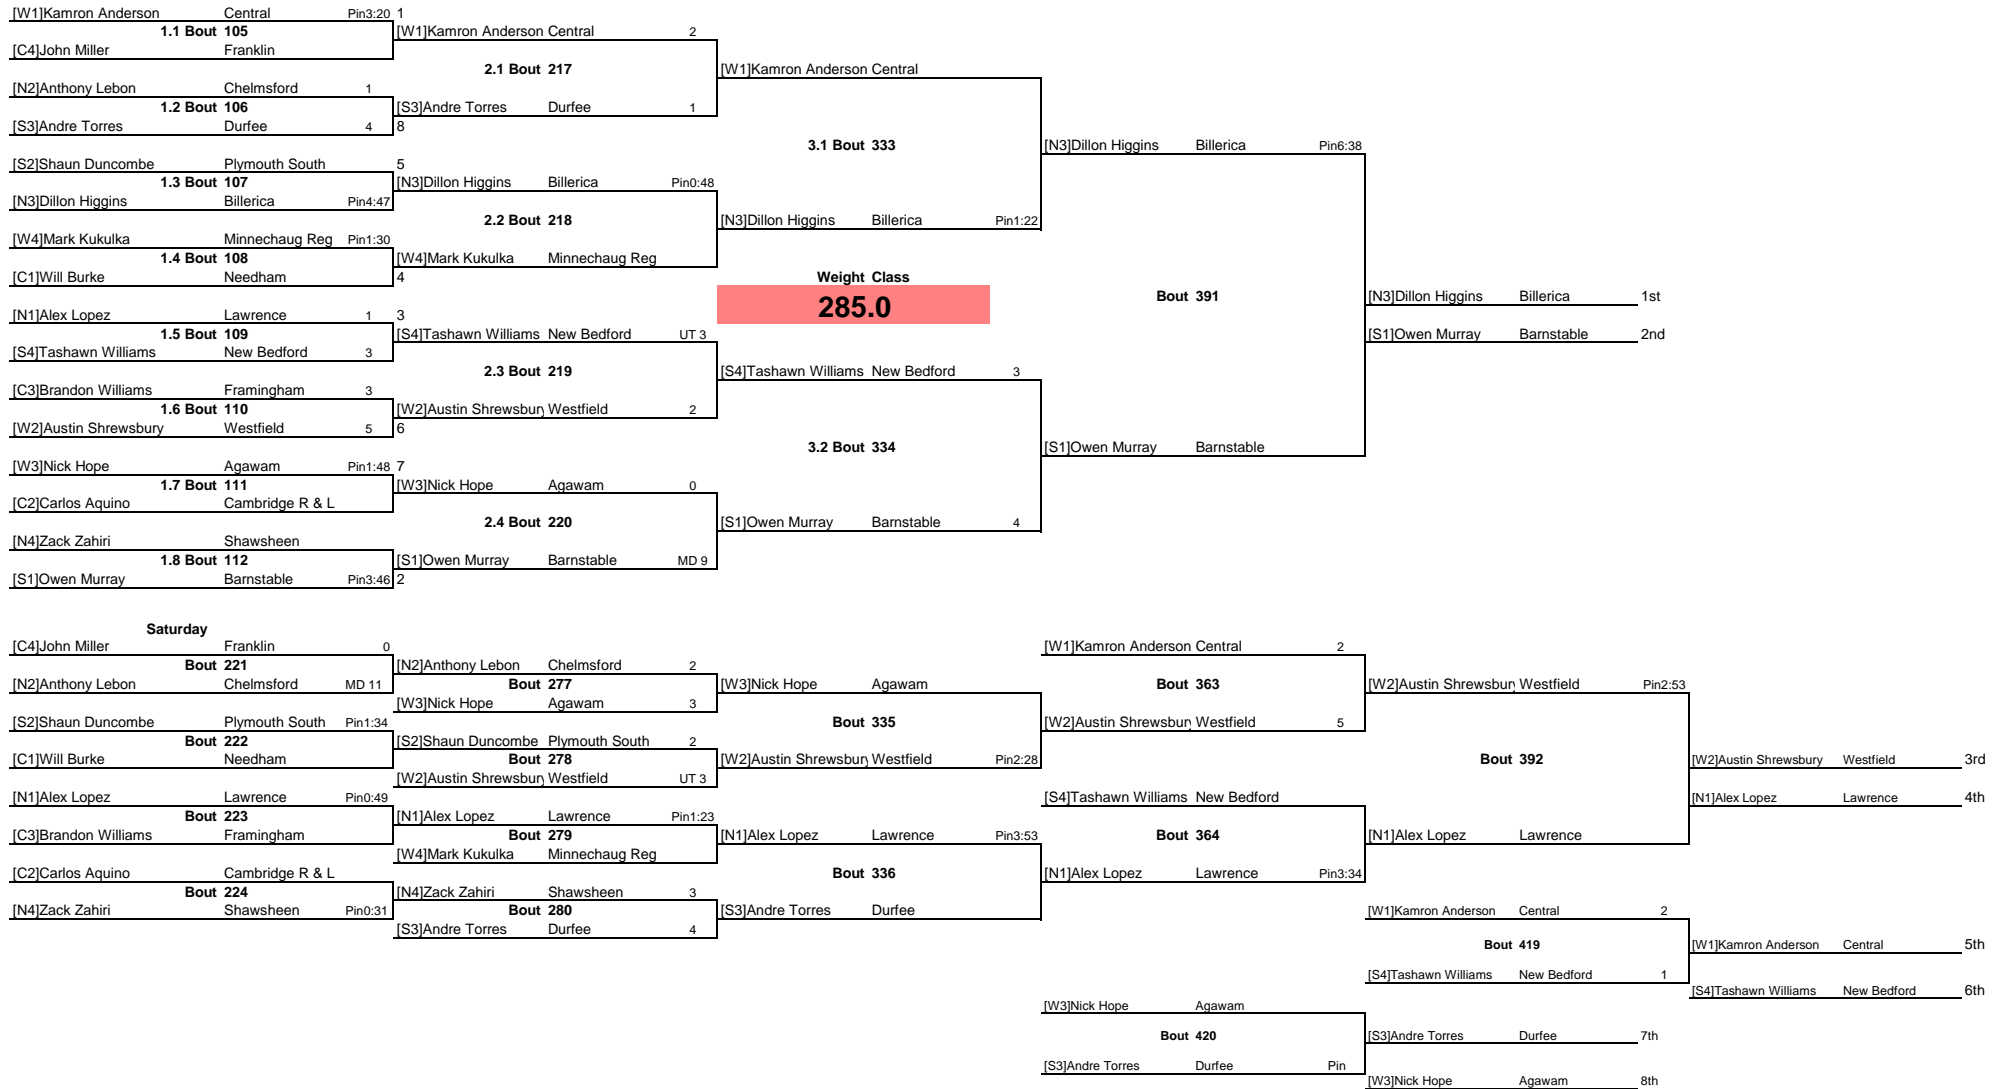 [W1]Kamron Anderson Central Pin3:20 1
1.1 Bout 105 [W1]Kamron Anderson Central 2
[C4]John Miller Franklin
2.1 Bout 217 [W1]Kamron Anderson Central
[N2]Anthony Lebon Chelmsford 1
1.2 Bout 106 [S3]Andre Torres Durfee 1
[S3]Andre Torres Durfee 4 8
3.1 Bout 333 [N3]Dillon Higgins Billerica Pin6:38
[S2]Shaun Duncombe Plymouth South 5
1.3 Bout 107 [N3]Dillon Higgins Billerica Pin0:48
[N3]Dillon Higgins Billerica Pin4:47
2.2 Bout 218 [N3]Dillon Higgins Billerica Pin1:22
[W4]Mark Kukulka Minnechaug Reg Pin1:30
1.4 Bout 108 [W4]Mark Kukulka Minnechaug Reg
[C1]Will Burke Needham 4 Weight Class
285.0
Bout 391 [N3]Dillon Higgins Billerica 1st
[N1]Alex Lopez Lawrence 1 3
1.5 Bout 109 [S4]Tashawn Williams New Bedford UT 3 [S1]Owen Murray Barnstable 2nd
[S4]Tashawn Williams New Bedford 3
2.3 Bout 219 [S4]Tashawn Williams New Bedford 3
[C3]Brandon Williams Framingham 3
1.6 Bout 110 [W2]Austin Shrewsbury Westfield 2
[W2]Austin Shrewsbury Westfield 5 6
3.2 Bout 334 [S1]Owen Murray Barnstable
[W3]Nick Hope Agawam Pin1:48 7
1.7 Bout 111 [W3]Nick Hope Agawam 0
[C2]Carlos Aquino Cambridge R & L
2.4 Bout 220 [S1]Owen Murray Barnstable 4
[N4]Zack Zahiri Shawsheen
1.8 Bout 112 [S1]Owen Murray Barnstable MD 9
[S1]Owen Murray Barnstable Pin3:46 2
Saturday
[C4]John Miller Franklin 0 [W1]Kamron Anderson Central 2
Bout 221 [N2]Anthony Lebon Chelmsford 2
[N2]Anthony Lebon Chelmsford MD 11 Bout 277 [W3]Nick Hope Agawam Bout 363 [W2]Austin Shrewsbury Westfield Pin2:53
[W3]Nick Hope Agawam 3
[S2]Shaun Duncombe Plymouth South Pin1:34 Bout 335 [W2]Austin Shrewsbury Westfield 5
Bout 222 [S2]Shaun Duncombe Plymouth South 2
[C1]Will Burke Needham Bout 278 [W2]Austin Shrewsbury Westfield Pin2:28 Bout 392 [W2]Austin Shrewsbury Westfield 3rd
[W2]Austin Shrewsbury Westfield UT 3
[N1]Alex Lopez Lawrence Pin0:49 [S4]Tashawn Williams New Bedford [N1]Alex Lopez Lawrence 4th
Bout 223 [N1]Alex Lopez Lawrence Pin1:23
[C3]Brandon Williams Framingham Bout 279 [N1]Alex Lopez Lawrence Pin3:53 Bout 364 [N1]Alex Lopez Lawrence
[W4]Mark Kukulka Minnechaug Reg
[C2]Carlos Aquino Cambridge R & L Bout 336 [N1]Alex Lopez Lawrence Pin3:34
Bout 224 [N4]Zack Zahiri Shawsheen 3
[N4]Zack Zahiri Shawsheen Pin0:31 Bout 280 [S3]Andre Torres Durfee [W1]Kamron Anderson Central 2
[S3]Andre Torres Durfee 4
Bout 419 [W1]Kamron Anderson Central 5th
[S4]Tashawn Williams New Bedford 1
[S4]Tashawn Williams New Bedford 6th
[W3]Nick Hope Agawam
Bout 420 [S3]Andre Torres Durfee 7th
[S3]Andre Torres Durfee Pin
[W3]Nick Hope Agawam 8th